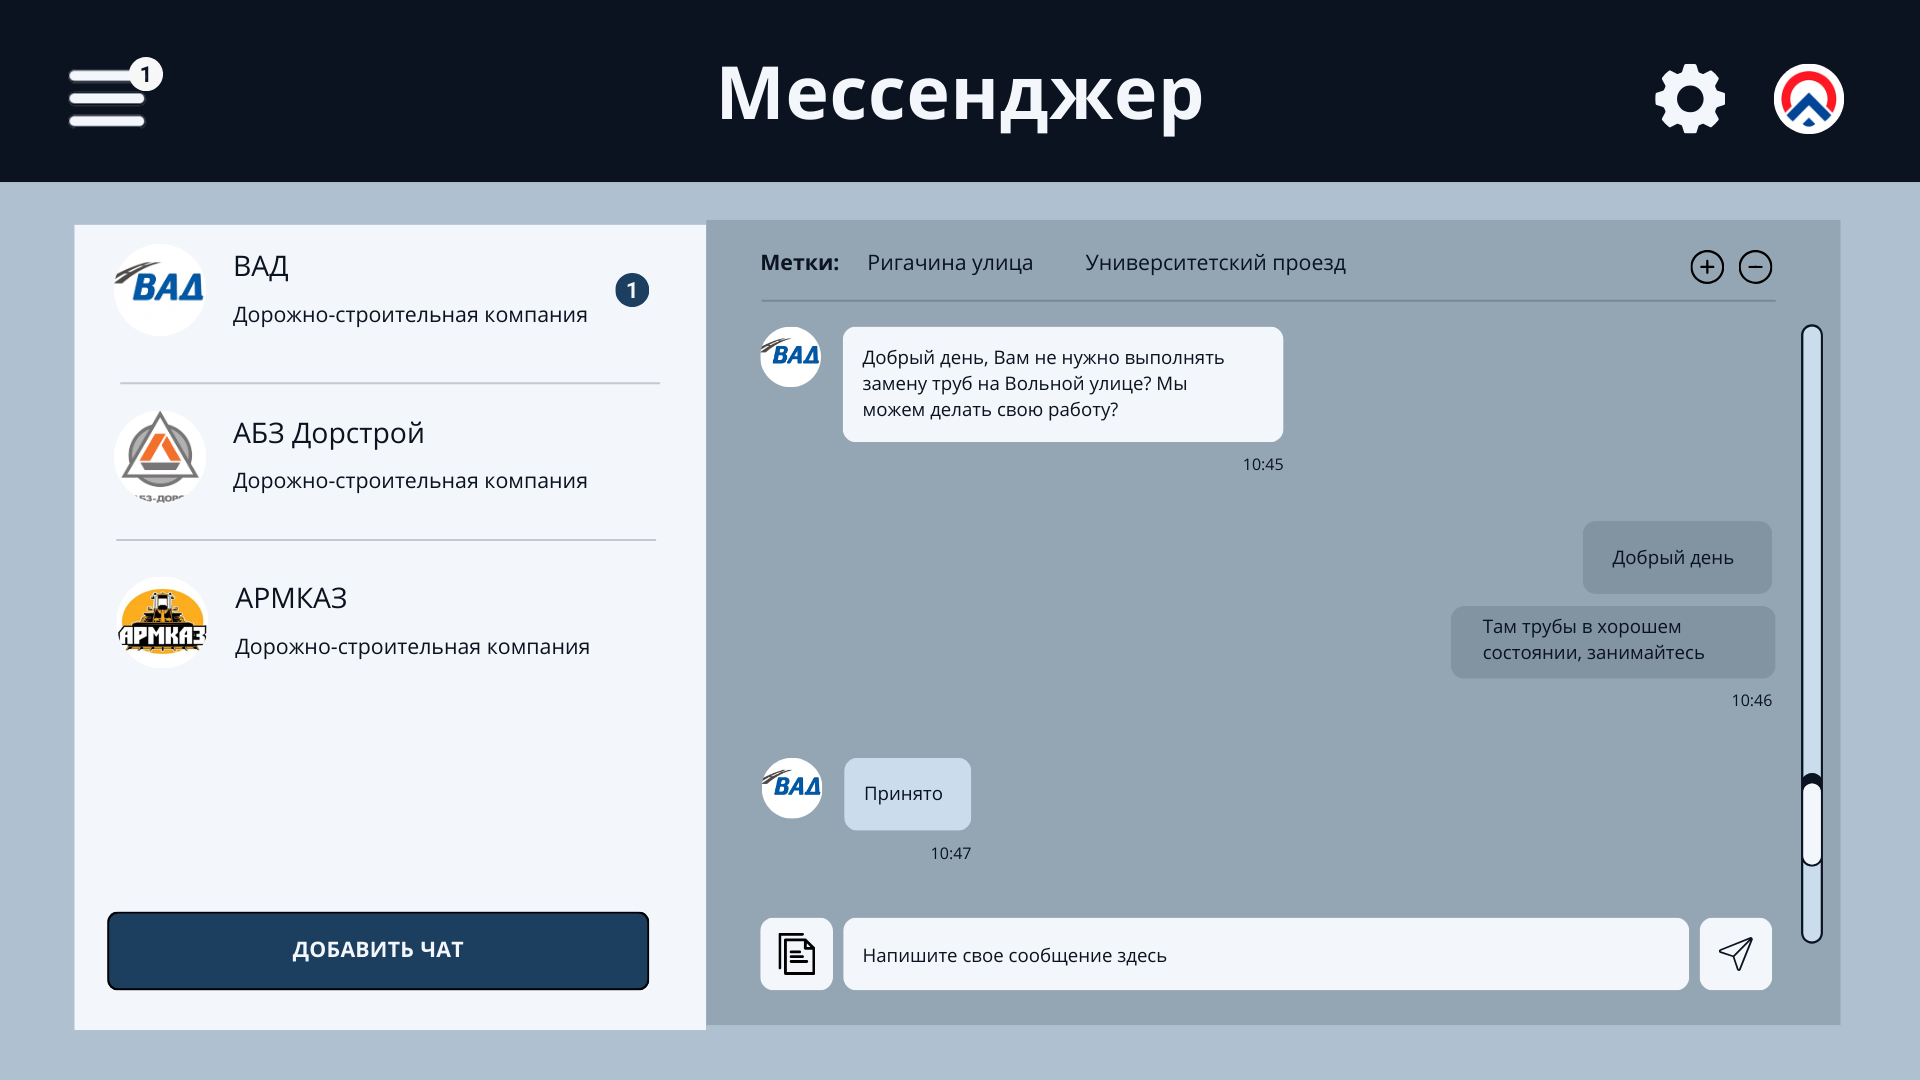 1
Мессенджер
ВАД
ВАД
Дорожно-строительная компания
1
АБЗ Дорстрой
Дорожно-строительная компания
АРМКАЗ
АРМКАЗ
Дорожно-строительная компания
ДОБАВИТЬ ЧАТ
Метки: Ригачина улица Университетский проезд
ВАД
Добрый день, Вам не нужно выполнять
замену труб на Вольной улице? Мы
можем делать свою работу?
10:45
Добрый день
Там трубы в хорошем
состоянии, занимайтесь
10:46
ВАД
Принято
10:47
Напишите свое сообщение здесь